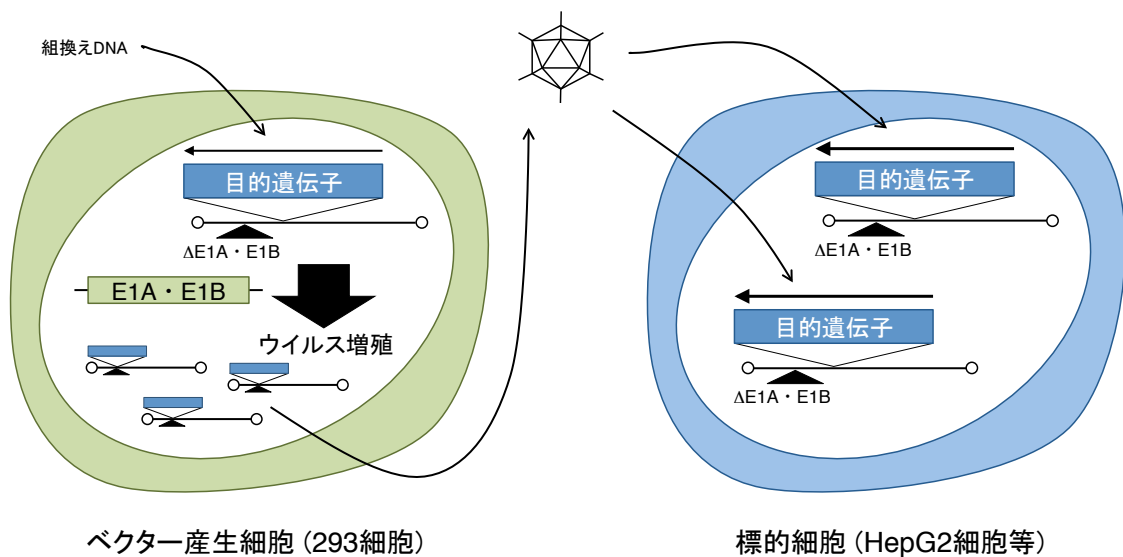 組換えDNA
目的遺伝子
ΔE1A・E1B
E1A・E1B
ウイルス増殖
ベクター産生細胞(293細胞)
目的遺伝子
ΔE1A・E1B
目的遺伝子
ΔE1A・E1B
標的細胞(HepG2細胞等)